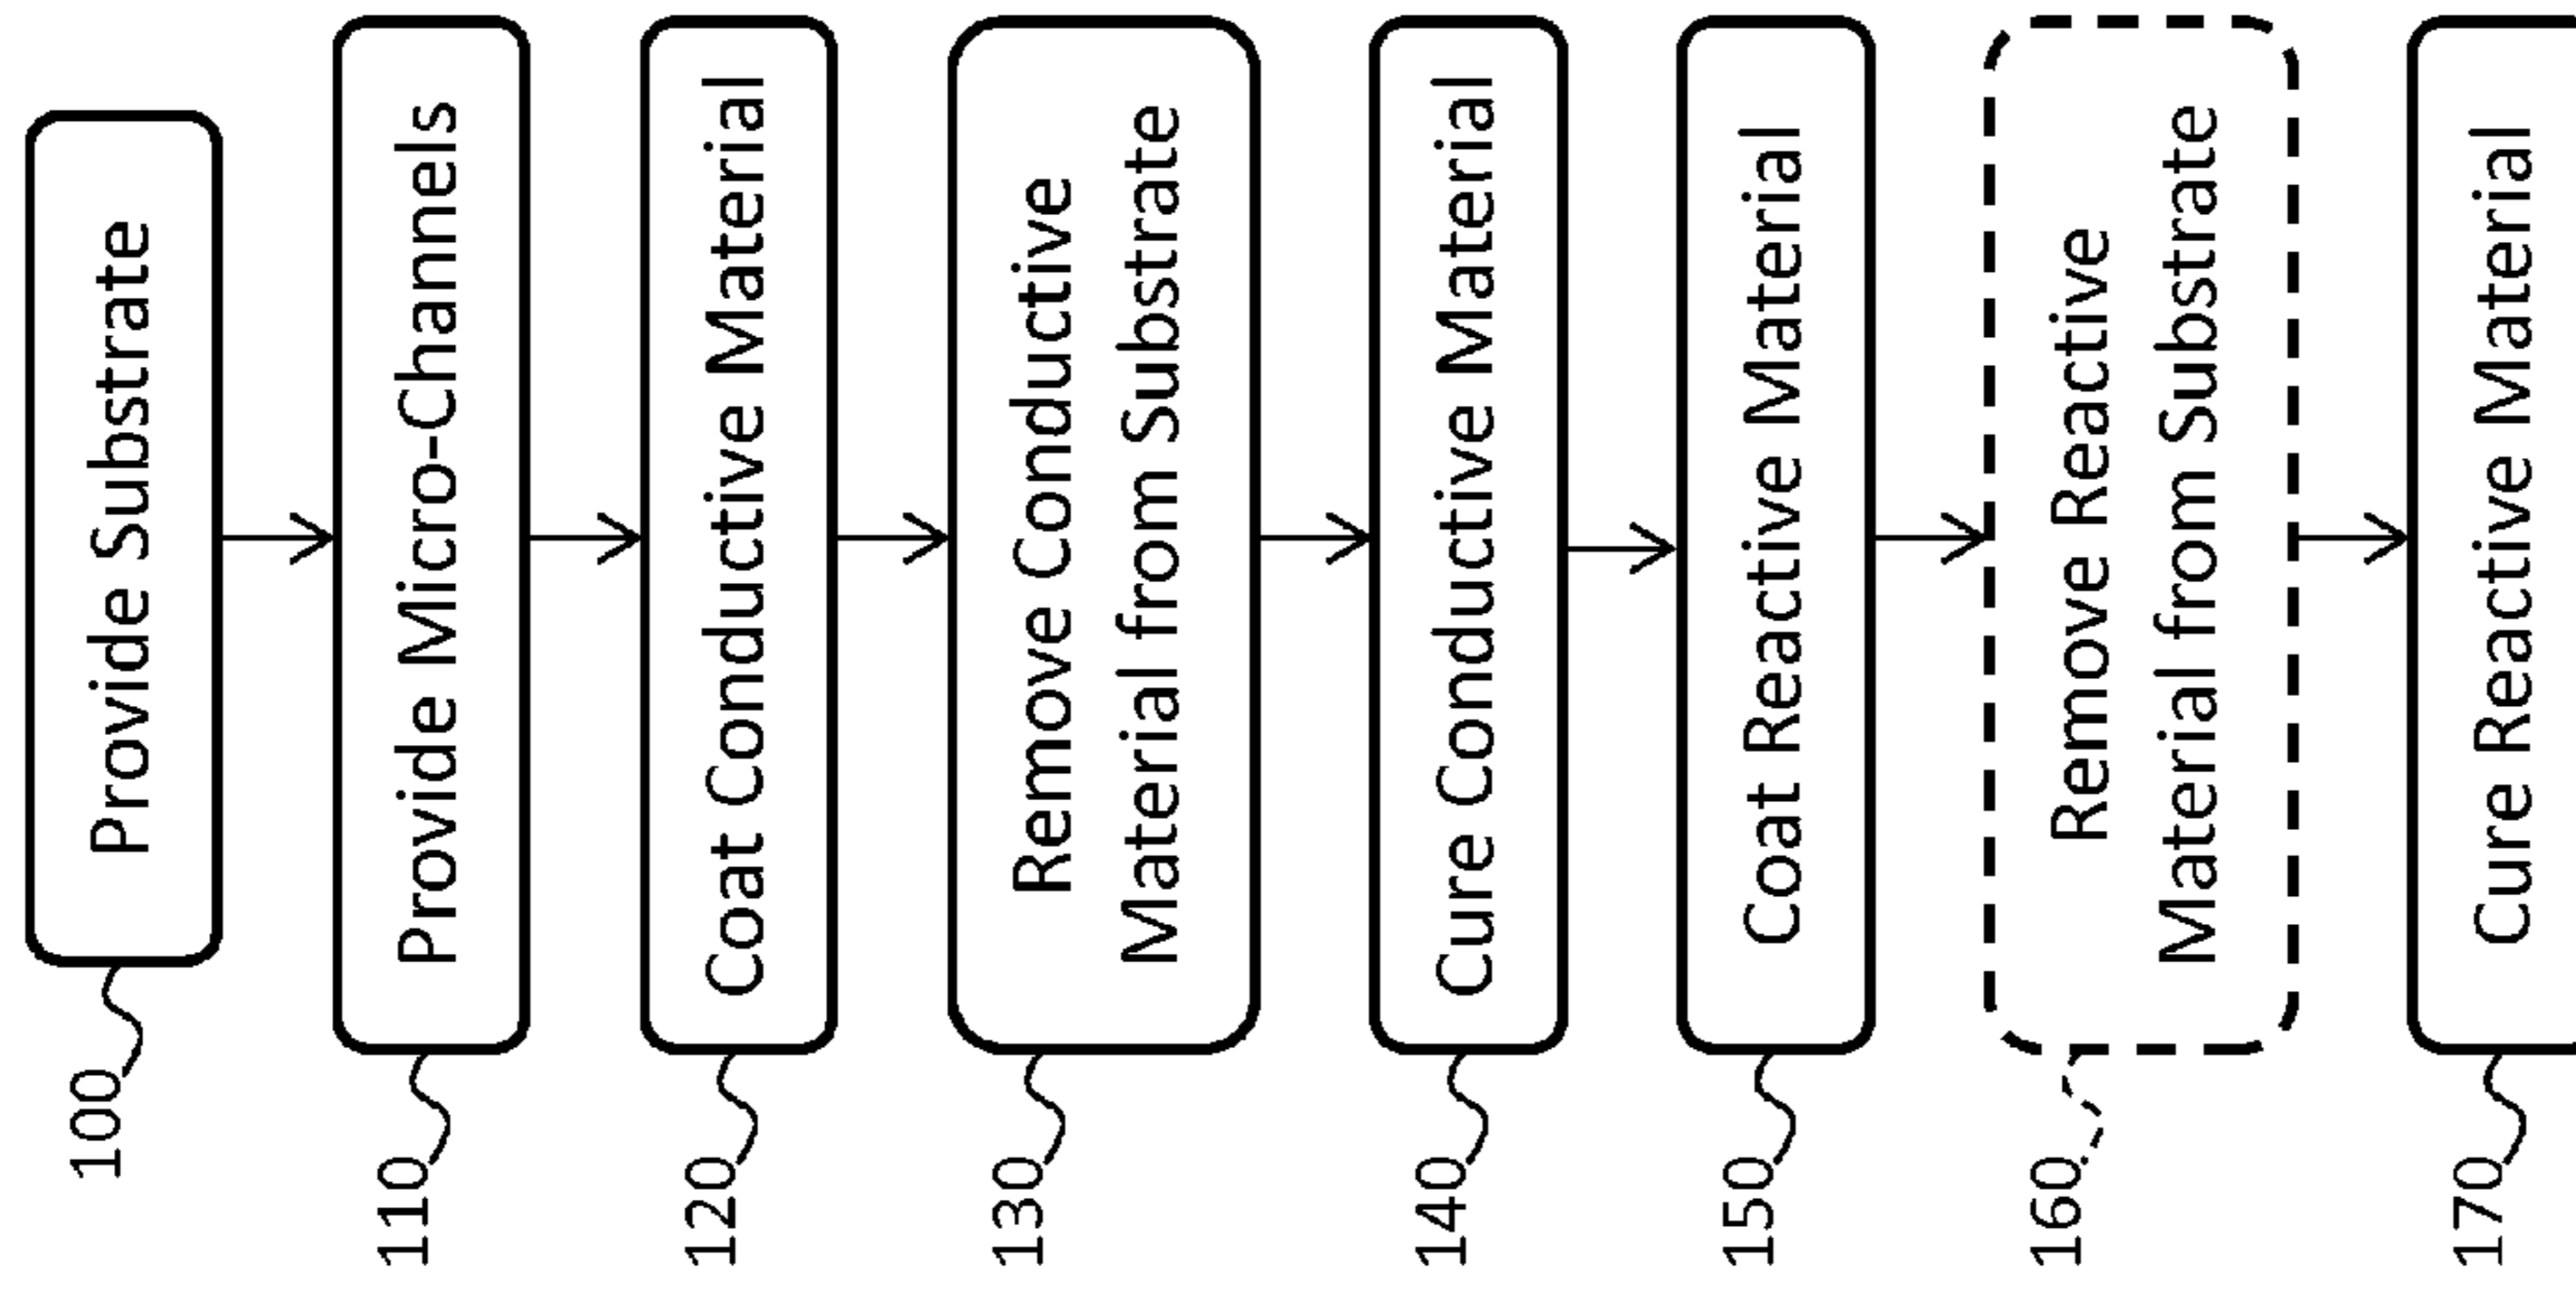 100
Provide Substrate
110
Provide Micro-Channels
120
Coat Conductive Material
130
Remove Conductive
Material from Substrate
140
Cure Conductive Material
150
Coat Reactive Material
160
Remove Reactive
Material from Substrate
170
Cure Reactive Material